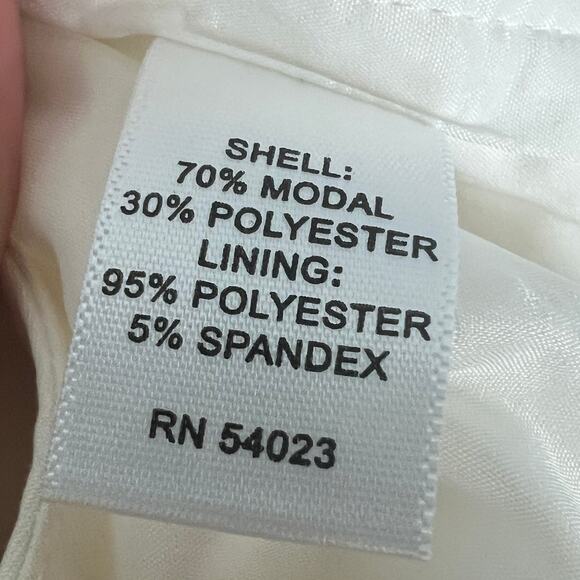 SHELL:
70% MODAL
30% POLYESTER
LINING:
95% POLYESTER
5% SPANDEX
RN 54023